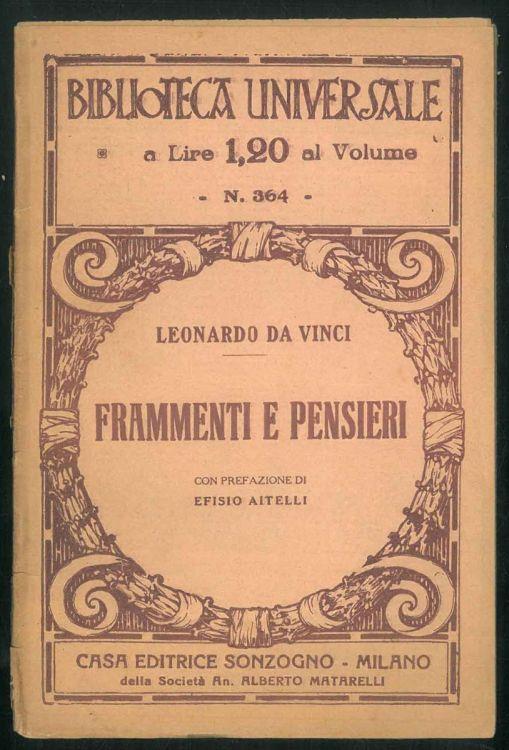 BIBLIOTECA UNIVERSALE
a Lire 1,20 al Volume
- N. 364 -
LEONARDO DA VINCI
FRAMMENTI E PENSIERI
CON PREFAZIONE DI
EFISIO AITELLI
CASA EDITRICE SONZOGNO - MILANO
della Società An. ALBERTO MATARELLI